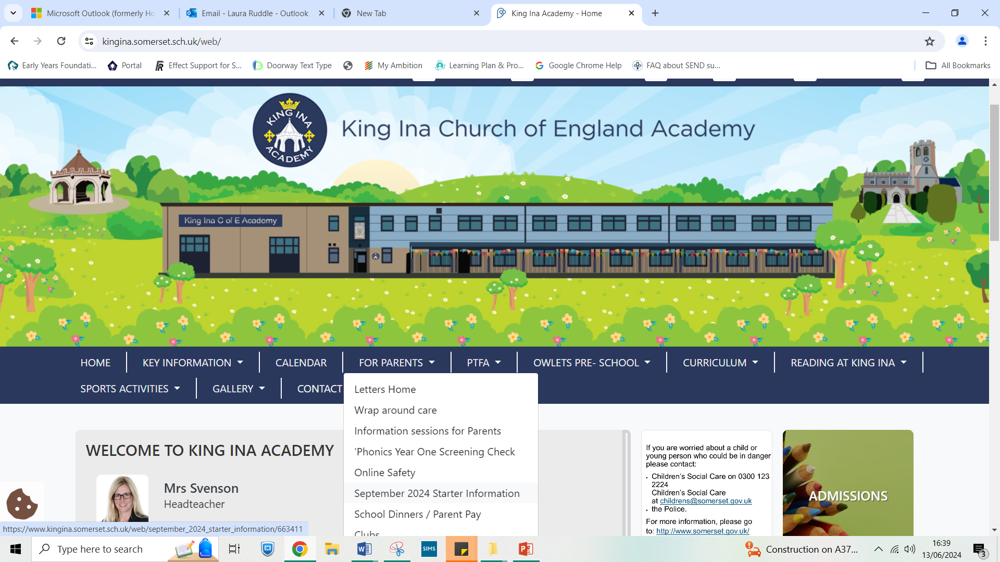 Microsoft Outlook (formerly Ho
Email - Laura Ruddle - Outlook
New Tab
King Ina Academy - Home
kingina.somerset.sch.uk/web/
Early Years Foundati...
Portal
Effect Support for S...
Doorway Text Type
My Ambition
Learning Plan & Pro...
Google Chrome Help
FAQ about SEND su...
All Bookmarks
KING INA
ACADEMY
King Ina Church of England Academy
King Ina C of E Academy
HOME
KEY INFORMATION
CALENDAR
FOR PARENTS
PTFA
OWLETS PRE- SCHOOL
CURRICULUM
READING AT KING INA
SPORTS ACTIVITIES
GALLERY
CONTACT
Letters Home
Wrap around care
Information sessions for Parents
'Phonics Year One Screening Check
Online Safety
September 2024 Starter Information
School Dinners / Parent Pay
Clubs
WELCOME TO KING INA ACADEMY
Mrs Svenson
Headteacher
If you are worried about a child or
young person who could be in danger
please contact:
Children's Social Care on 0300 123
2224
Children's Social Care
at childrens@somerset.gov.uk
the Police.
For more information, please go
to: http://www.somerset.gov.uk/
ADMISSIONS
https://www.kingina.somerset.sch.uk/web/september_2024_starter_information/663411
Type here to search
SIMS
Construction on A37...
16:39
13/06/2024
3